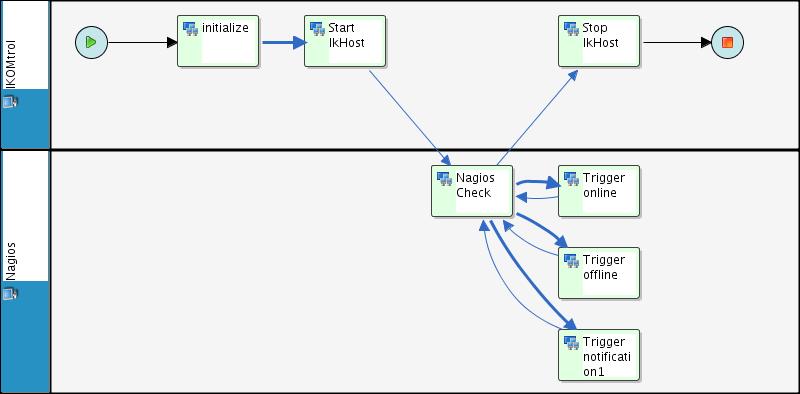 IKOMtrol
initialize
Start
IkHost
Stop
IkHost
Nagios
Nagios
Check
Trigger
online
Trigger
offline
Trigger
notificati
on1